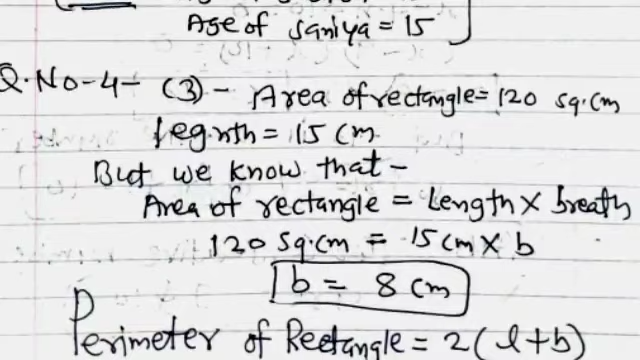 Age of saniya = 15
Q.No-4- (3) - Area of rectangle = 120 sq.cm
legnth = 15 cm
But we know that -
Area of rectangle = Length × breath
120 sq.cm = 15 cm × b
b = 8 cm
Perimeter of Rectangle = 2(l+b)